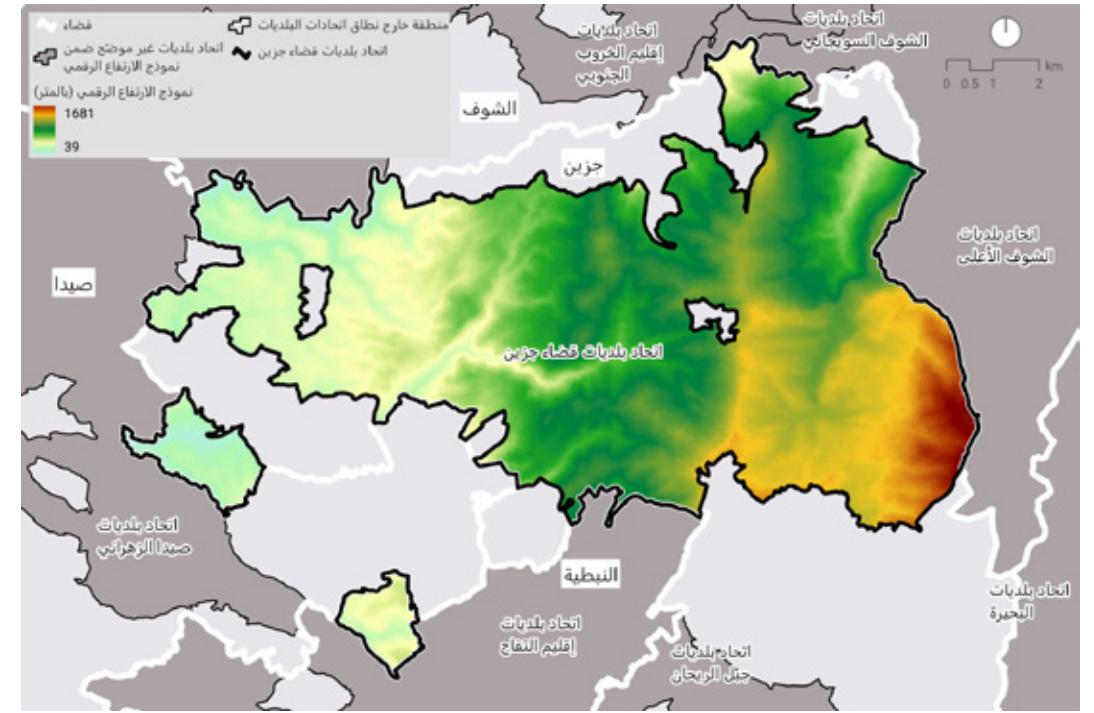 قضاء
منطقة خارج نطاق اتحادات البلديات
اتحاد بلديات غير موضح ضمن
نموذج الارتفاع الرقمي
اتحاد بلديات قضاء جزين
نموذج الارتفاع الرقمي (بالمتر)
1681
39
اتحاد بلديات
إقليم الخروب
الجنوبي
اتحاد بلديات
الشوف السويجاني
km
0 0.5 1 2
الشوف
جزين
اتحاد بلديات
الشوف الأعلى
صيدا
اتحاد بلديات قضاء جزين
اتحاد بلديات
صيدا الزهراني
النبطية
اتحاد بلديات
إقليم التفاح
اتحاد بلديات
جبل الريحان
اتحاد بلديات
البحيرة